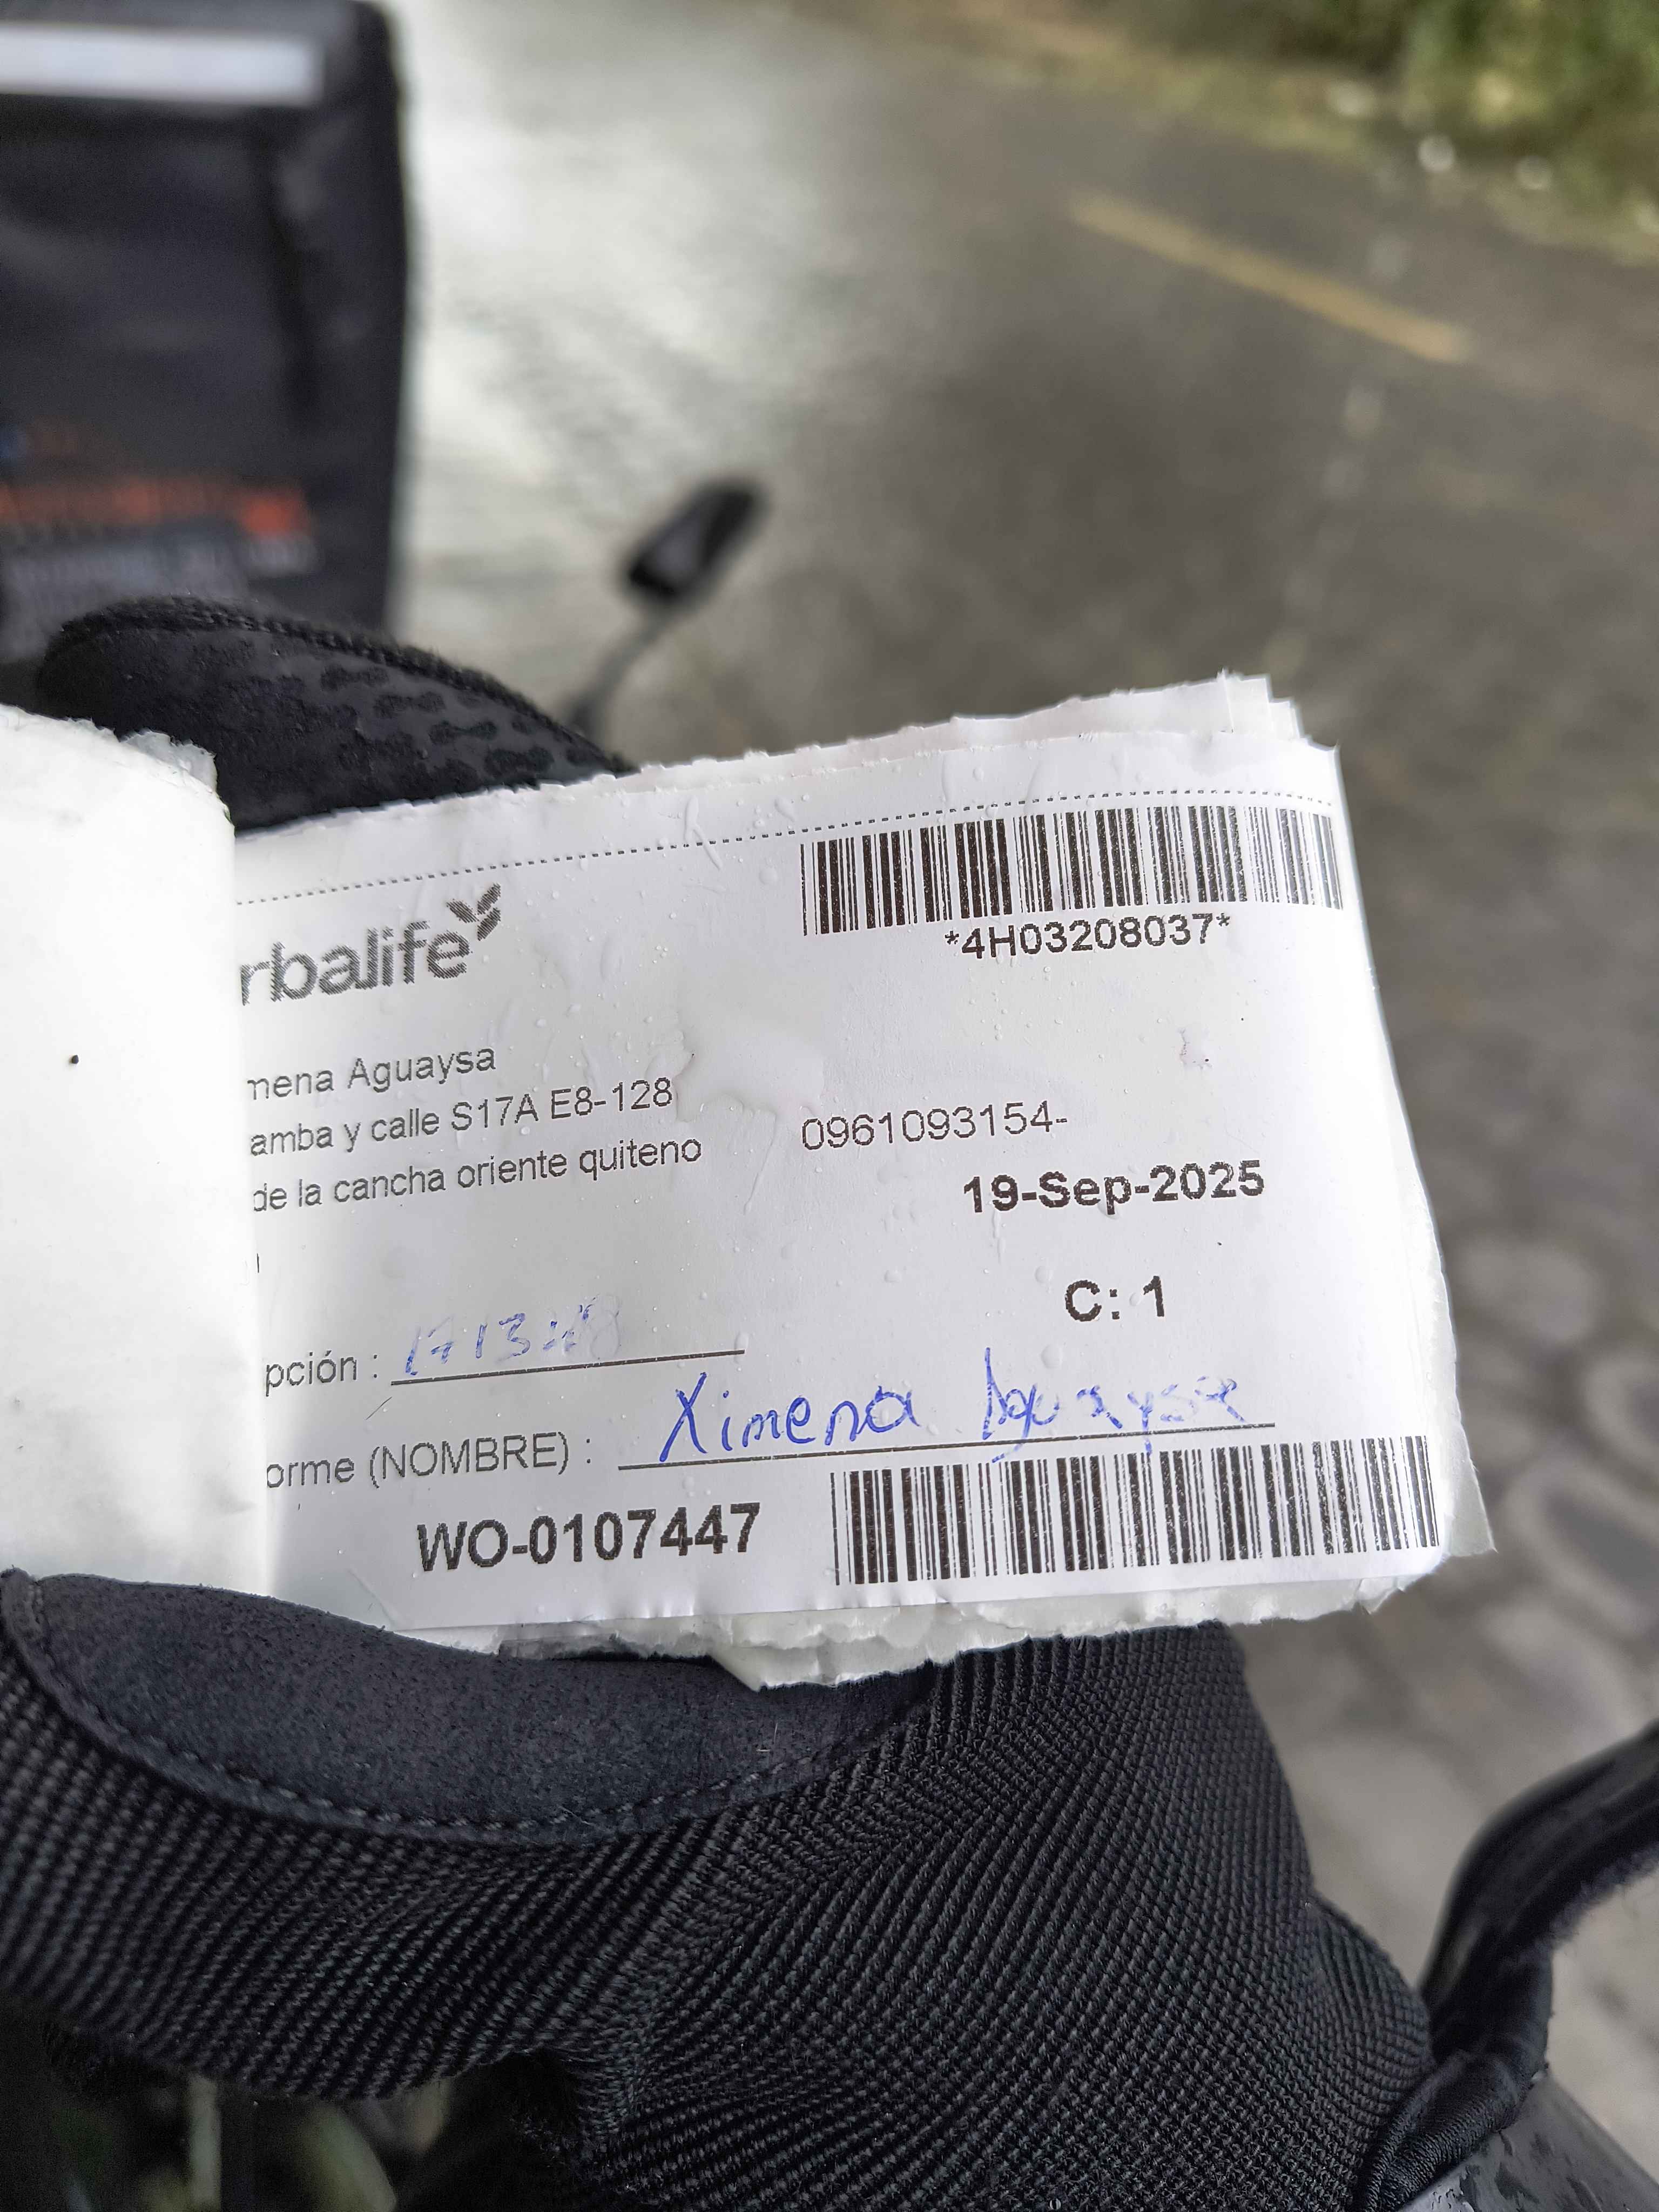 rbalife
*4H03208037*
mena Aguaysa
amba y calle S17A E8-128
0961093154-
de la cancha oriente quiteno
19-Sep-2025
C: 1
pción :
orme (NOMBRE) : Ximena Aguaysa
WO-0107447